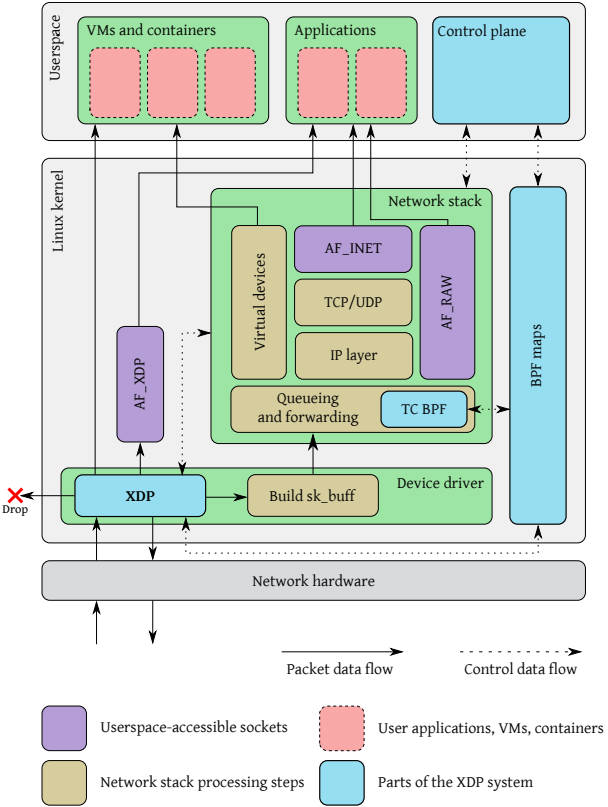 Userspace
VMs and containers
Applications
Control plane
Linux kernel
Network stack
Virtual devices
AF_INET
TCP/UDP
IP layer
AF_RAW
BPF maps
AF_XDP
Queueing
and forwarding
TC BPF
Device driver
XDP
Build sk_buff
Drop
Network hardware
Packet data flow
Control data flow
Userspace-accessible sockets
User applications, VMs, containers
Network stack processing steps
Parts of the XDP system